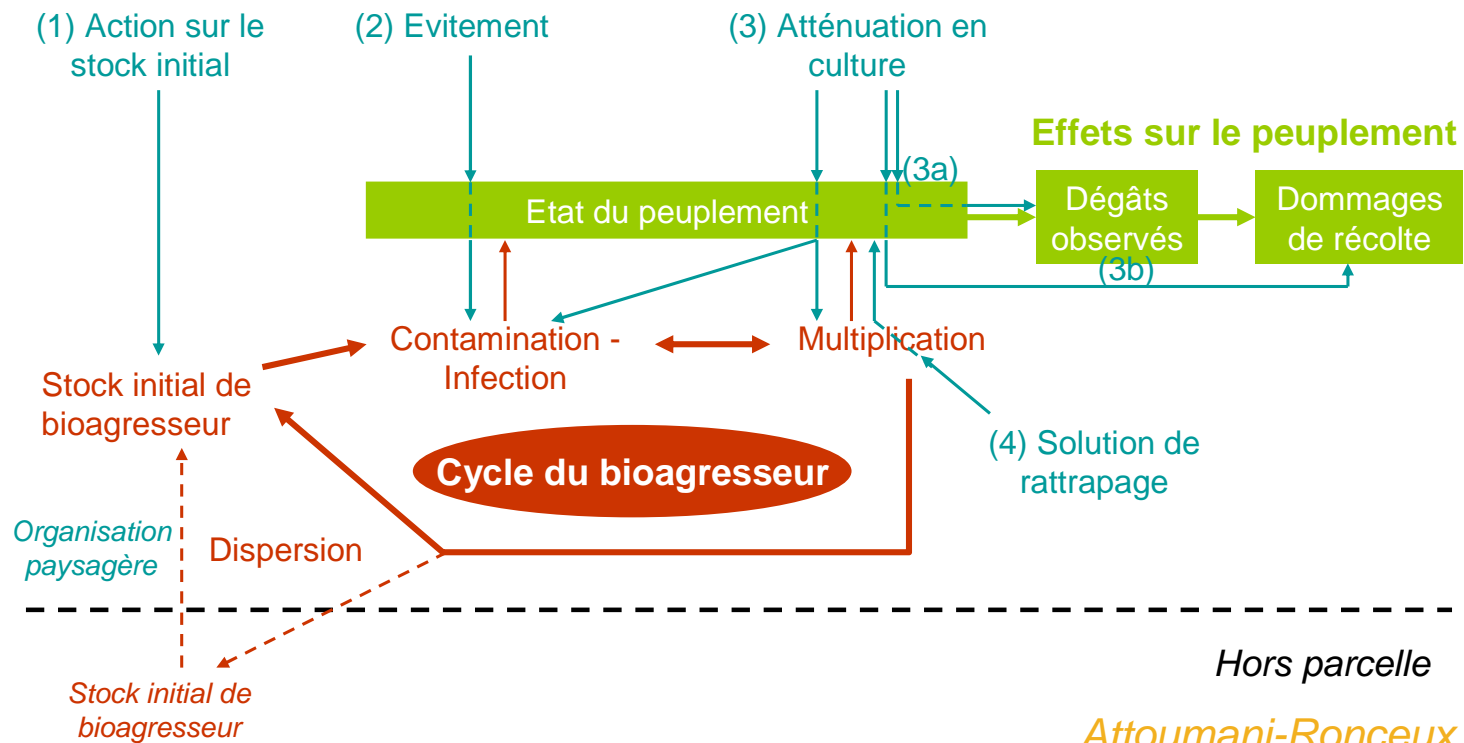 (1) Action sur le
stock initial
(2) Evitement
(3) Atténuation en
culture
Effets sur le peuplement
(3a)
Etat du peuplement
Dégâts
observés
Dommages
de récolte
(3b)
Contamination -
Infection
Multiplication
Stock initial de
bioagresseur
Cycle du bioagresseur
(4) Solution de
rattrapage
Organisation
paysagère
Dispersion
Hors parcelle
Stock initial de
bioagresseur
Attoumani-Ronceux